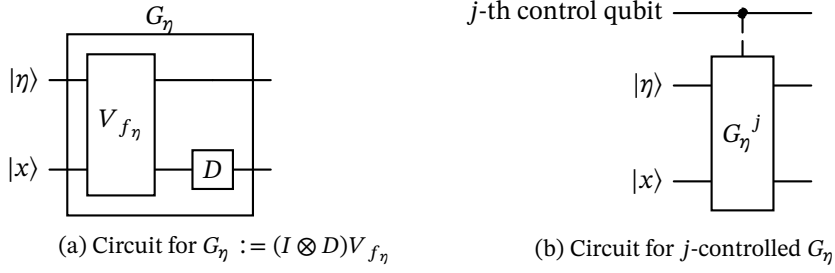 G_η
|η⟩
V_{f_η}
|x⟩
D
(a) Circuit for G_η := (I ⊗ D)V_{f_η}
j-th control qubit
|η⟩
G_η^j
|x⟩
(b) Circuit for j-controlled G_η